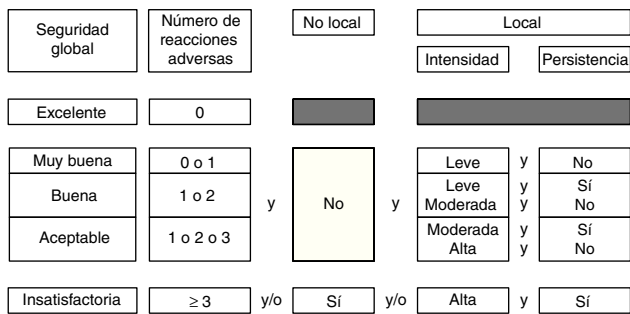 Seguridad global
Número de reacciones adversas
No local
Local
Intensidad
Persistencia
Excelente
0
Muy buena
0 o 1
Leve y No
Buena
1 o 2
y
No
y
Leve y Sí
Moderada y No
Aceptable
1 o 2 o 3
Moderada y Sí
Alta y No
Insatisfactoria
≥ 3
y/o
Sí
y/o
Alta
y
Sí